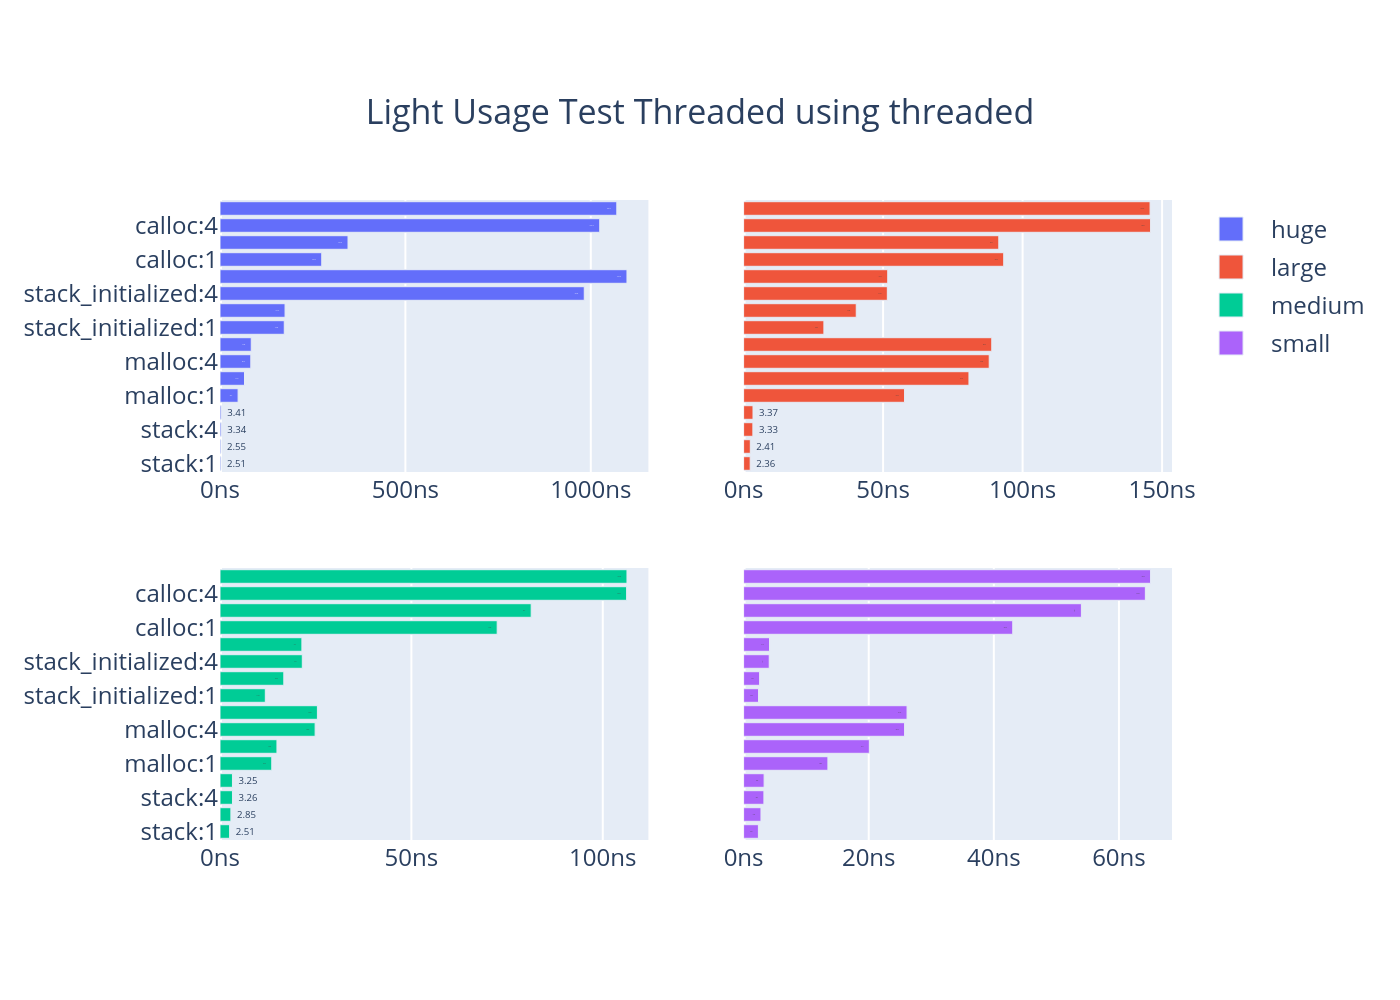 Light Usage Test Threaded using threaded
calloc:4
calloc:1
stack_initialized:4
stack_initialized:1
malloc:4
malloc:1
stack:4
stack:1
3.41
3.34
2.55
2.51
0ns 500ns 1000ns
3.37
3.33
2.41
2.36
0ns 50ns 100ns 150ns
huge
large
medium
small
calloc:4
calloc:1
stack_initialized:4
stack_initialized:1
malloc:4
malloc:1
stack:4
stack:1
3.25
3.26
2.85
2.51
0ns 50ns 100ns
0ns 20ns 40ns 60ns